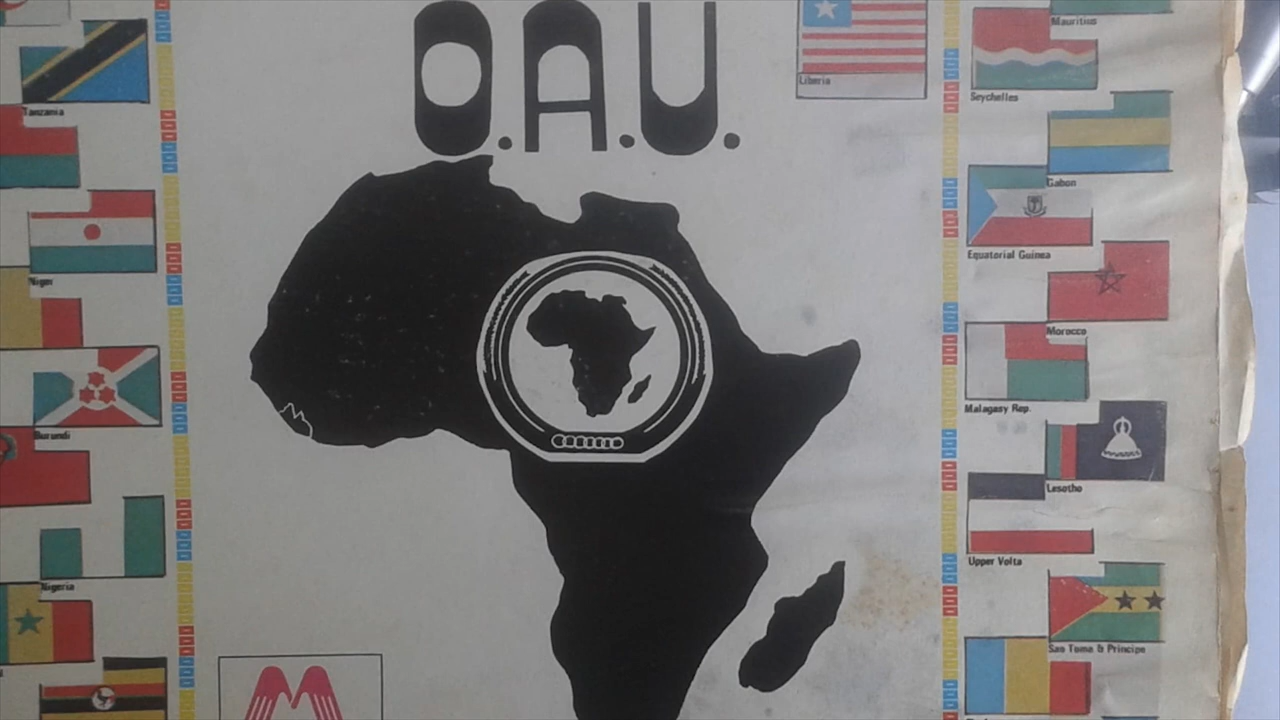 O.A.U.
Tanzania
Niger
Burundi
Nigeria
Liberia
Mauritius
Seychelles
Gabon
Equatorial Guinea
Morocco
Malagasy Rep.
Lesotho
Upper Volta
Sao Tome & Principe